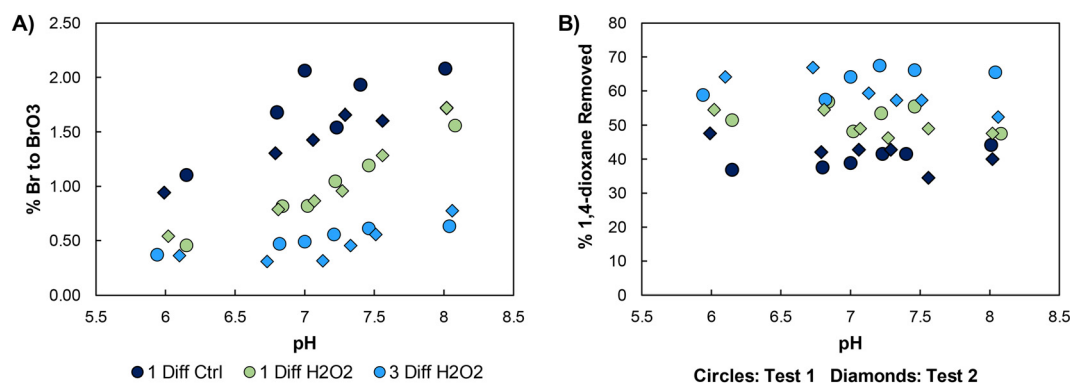 A)
% Br to BrO3
2.50
2.00
1.50
1.00
0.50
0.00
5.5 6 6.5 7 7.5 8 8.5
pH
1 Diff Ctrl 1 Diff H2O2 3 Diff H2O2
B)
% 1,4-dioxane Removed
80
70
60
50
40
30
20
10
0
5.5 6 6.5 7 7.5 8 8.5
pH
Circles: Test 1 Diamonds: Test 2